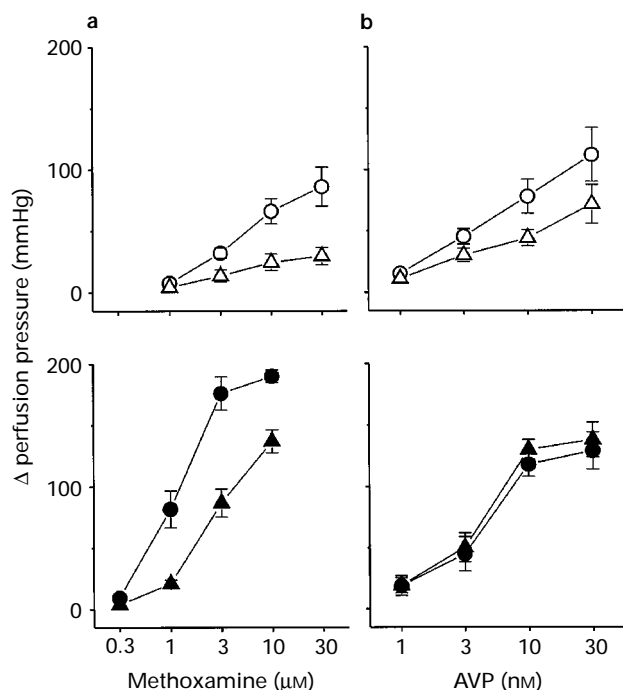 a
b
200
100
0
Δ perfusion pressure (mmHg)
200
100
0
0.3 1 3 10 30
1 3 10 30
Methoxamine (μM)
AVP (nM)